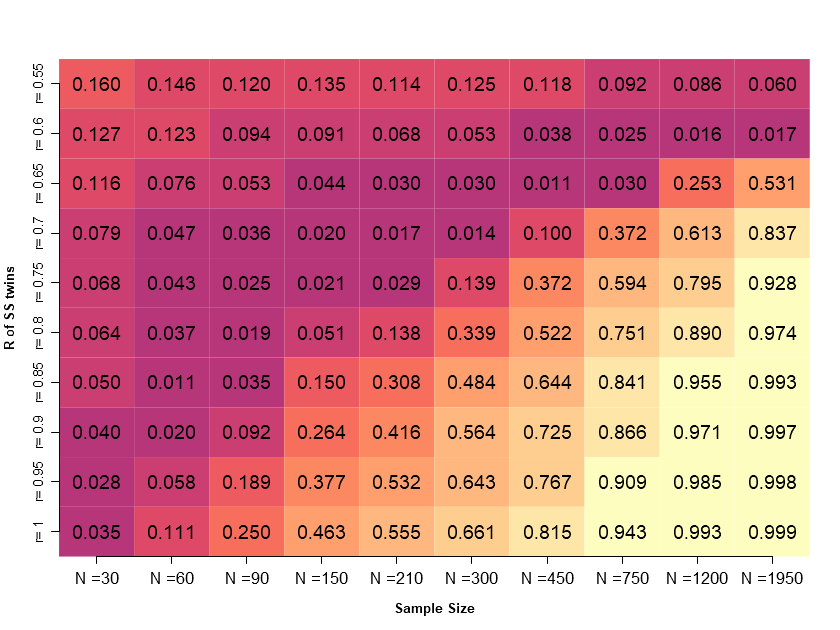 r= 0.55 0.160 0.146 0.120 0.135 0.114 0.125 0.118 0.092 0.086 0.060
r= 0.6 0.127 0.123 0.094 0.091 0.068 0.053 0.038 0.025 0.016 0.017
r= 0.65 0.116 0.076 0.053 0.044 0.030 0.030 0.011 0.030 0.253 0.531
r= 0.7 0.079 0.047 0.036 0.020 0.017 0.014 0.100 0.372 0.613 0.837
r= 0.75 0.068 0.043 0.025 0.021 0.029 0.139 0.372 0.594 0.795 0.928
r= 0.8 0.064 0.037 0.019 0.051 0.138 0.339 0.522 0.751 0.890 0.974
r= 0.85 0.050 0.011 0.035 0.150 0.308 0.484 0.644 0.841 0.955 0.993
r= 0.9 0.040 0.020 0.092 0.264 0.416 0.564 0.725 0.866 0.971 0.997
r= 0.95 0.028 0.058 0.189 0.377 0.532 0.643 0.767 0.909 0.985 0.998
r= 1 0.035 0.111 0.250 0.463 0.555 0.661 0.815 0.943 0.993 0.999
R of SS twins
N =30 N =60 N =90 N =150 N =210 N =300 N =450 N =750 N =1200 N =1950
Sample Size